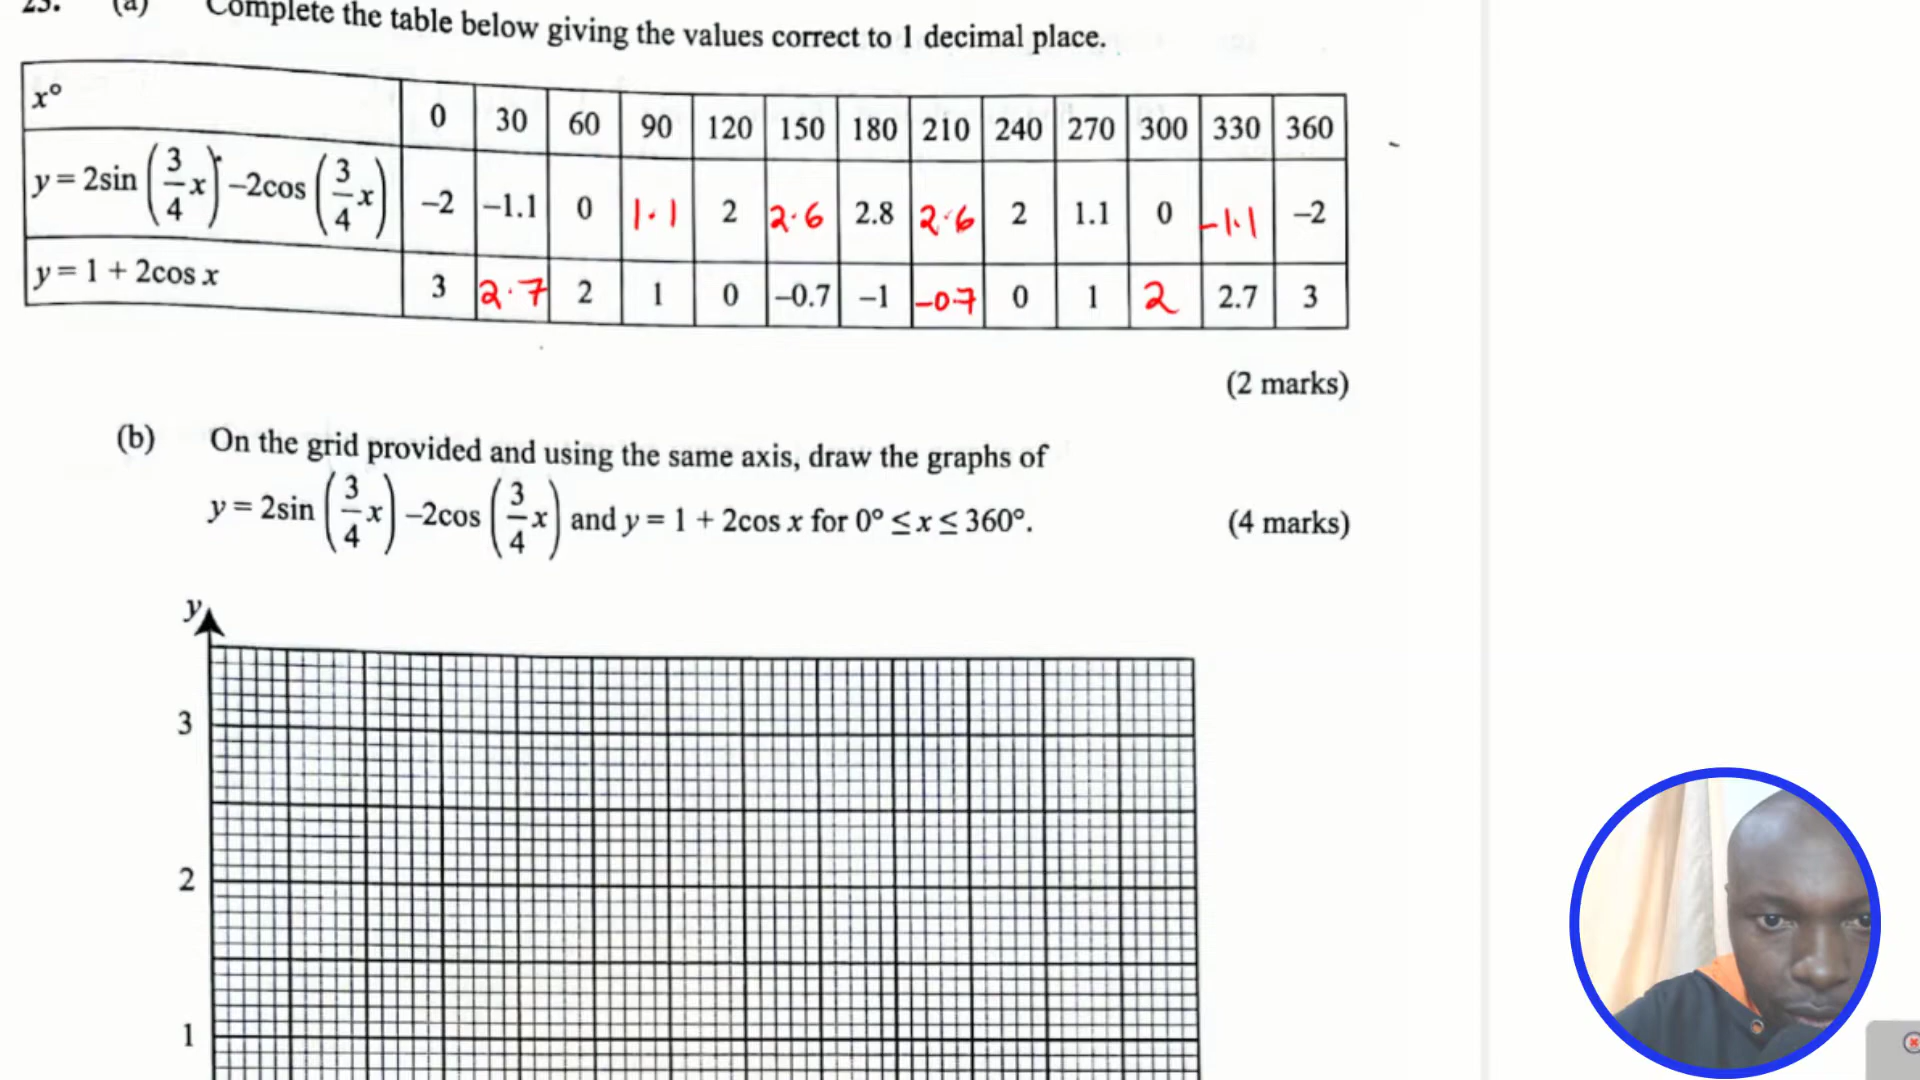 23. (a) Complete the table below giving the values correct to 1 decimal place.
x° 0 30 60 90 120 150 180 210 240 270 300 330 360
y = 2sin (3/4 x) −2cos (3/4 x) −2 −1.1 0 1.1 2 2.6 2.8 2.6 2 1.1 0 −1.1 −2
y = 1 + 2cos x 3 2.7 2 1 0 −0.7 −1 −0.7 0 1 2 2.7 3
(2 marks)
(b) On the grid provided and using the same axis, draw the graphs of
y = 2sin (3/4 x) −2cos (3/4 x) and y = 1 + 2cos x for 0° ≤ x ≤ 360°. (4 marks)
y
3
2
1